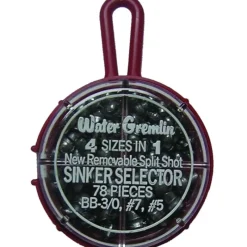 Water Gremlin
4 SIZES IN 1
New Removable Split Shot
SINKER SELECTOR
78 PIECES
BB-3/0, #7, #5